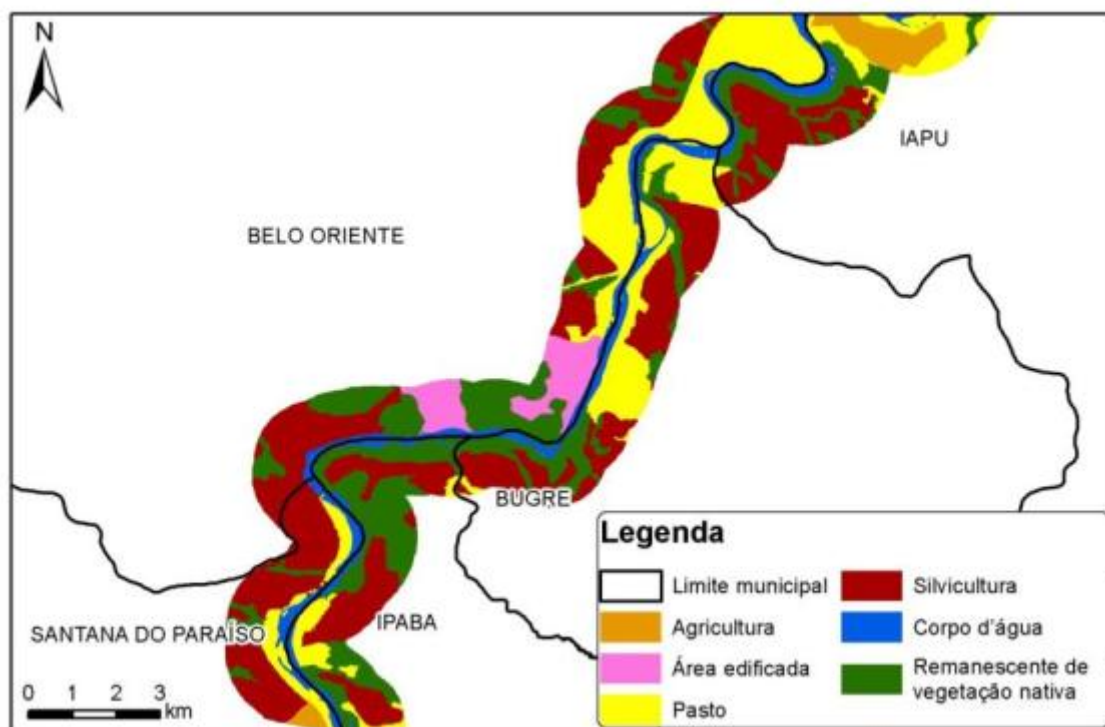 N
IAPU
BELO ORIENTE
BUGRE
SANTANA DO PARAÍSO
IPABA
0 1 2 3
km
Legenda
Limite municipal
Agricultura
Área edificada
Pasto
Silvicultura
Corpo d'água
Remanescente de
vegetação nativa